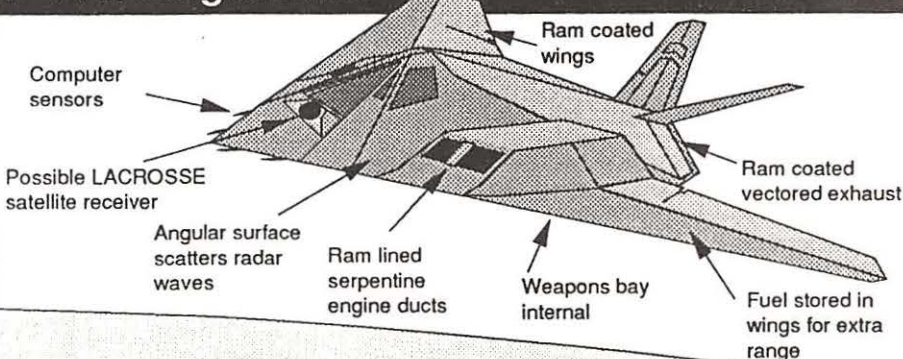 Ram coated
wings
Computer
sensors
Possible LACROSSE
satellite receiver
Ram coated
vectored exhaust
Angular surface
scatters radar
waves
Ram lined
serpentine
engine ducts
Weapons bay
internal
Fuel stored in
wings for extra
range